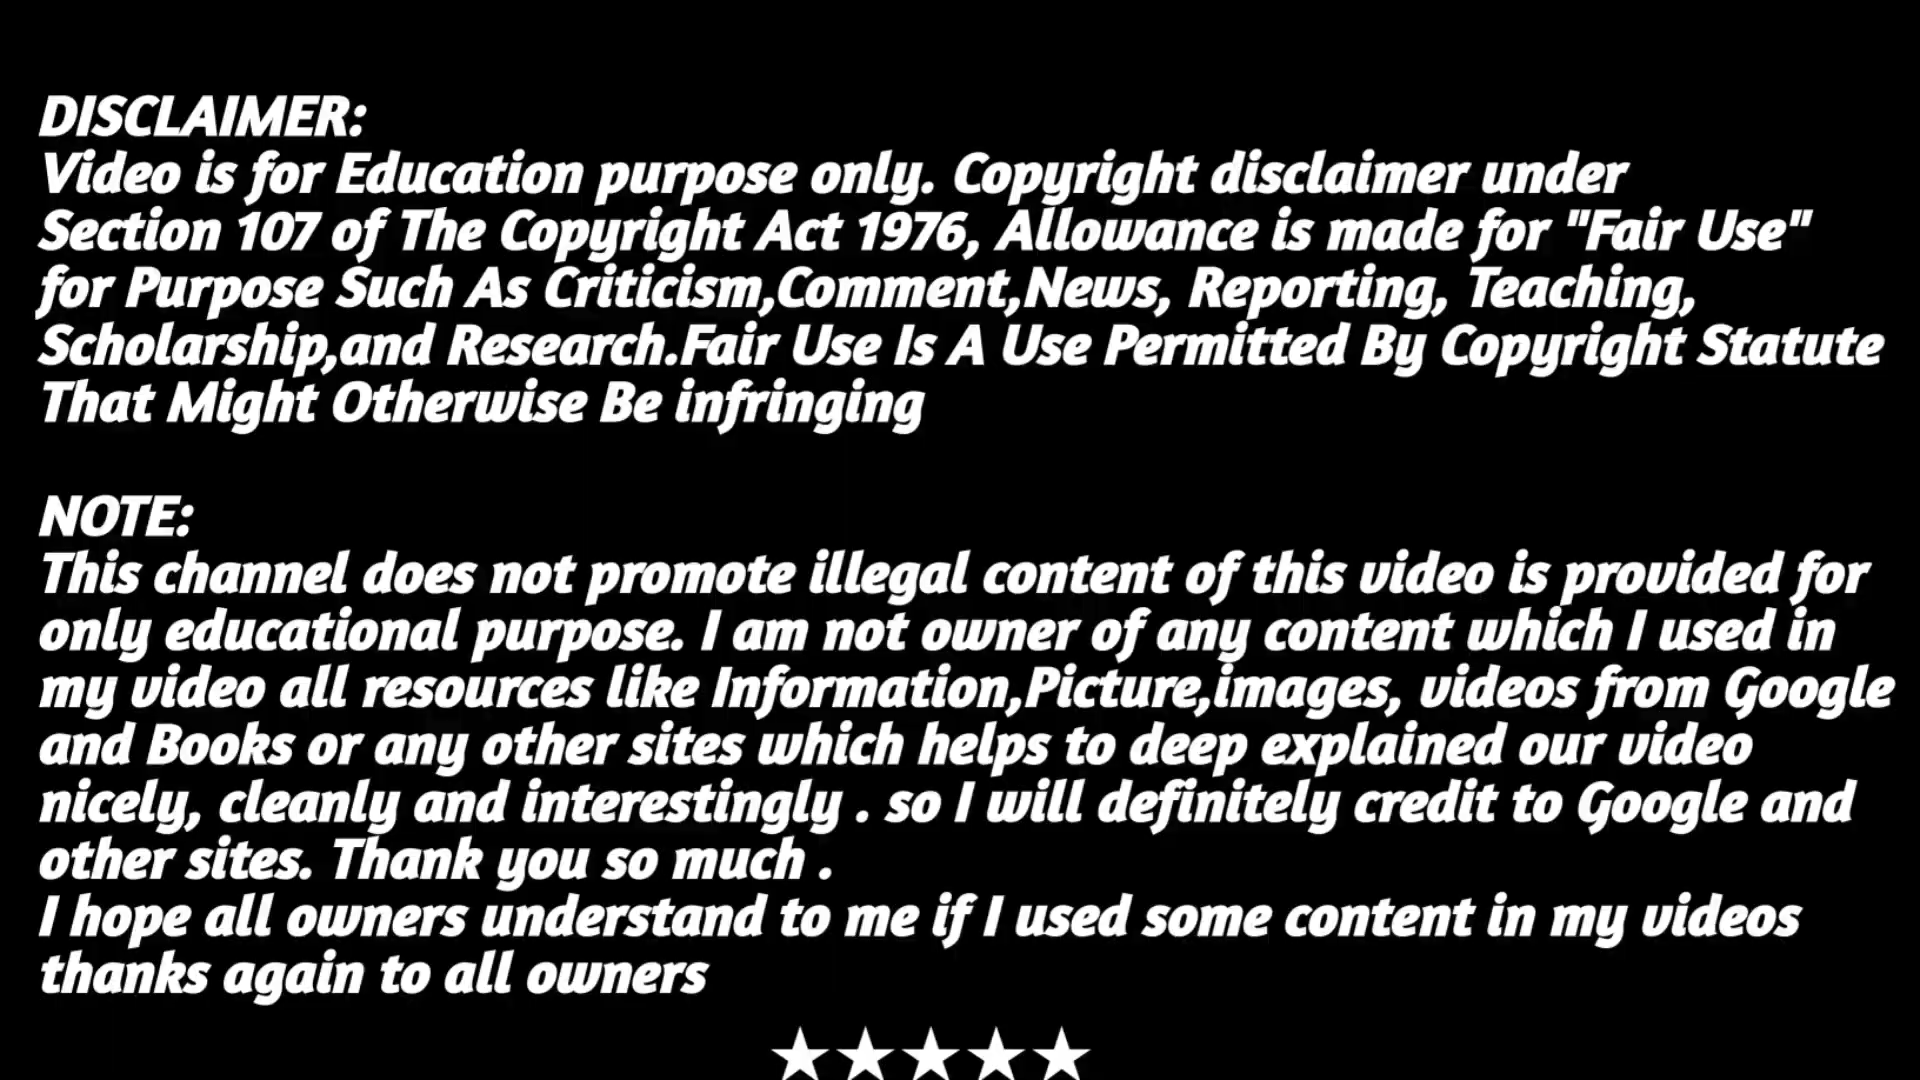 DISCLAIMER:
Video is for Education purpose only. Copyright disclaimer under
Section 107 of The Copyright Act 1976, Allowance is made for "Fair Use"
for Purpose Such As Criticism,Comment,News, Reporting, Teaching,
Scholarship,and Research.Fair Use Is A Use Permitted By Copyright Statute
That Might Otherwise Be infringing
NOTE:
This channel does not promote illegal content of this video is provided for
only educational purpose. I am not owner of any content which I used in
my video all resources like Information,Picture,images, videos from Google
and Books or any other sites which helps to deep explained our video
nicely, cleanly and interestingly . so I will definitely credit to Google and
other sites. Thank you so much .
I hope all owners understand to me if I used some content in my videos
thanks again to all owners
★★★★★